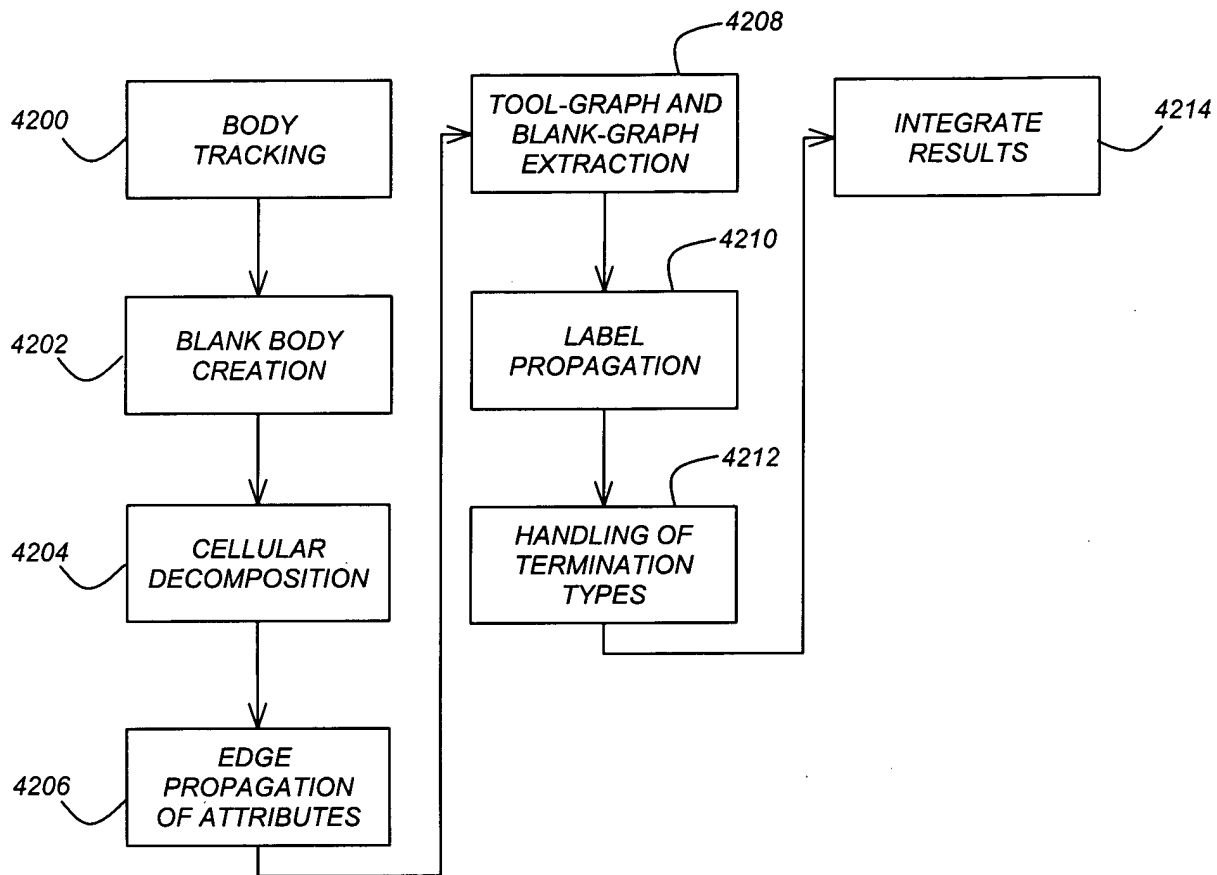 4200
BODY
TRACKING
4202
BLANK BODY
CREATION
4204
CELLULAR
DECOMPOSITION
4206
EDGE
PROPAGATION
OF ATTRIBUTES
4208
TOOL-GRAPH AND
BLANK-GRAPH
EXTRACTION
4210
LABEL
PROPAGATION
4212
HANDLING OF
TERMINATION
TYPES
INTEGRATE
RESULTS
4214